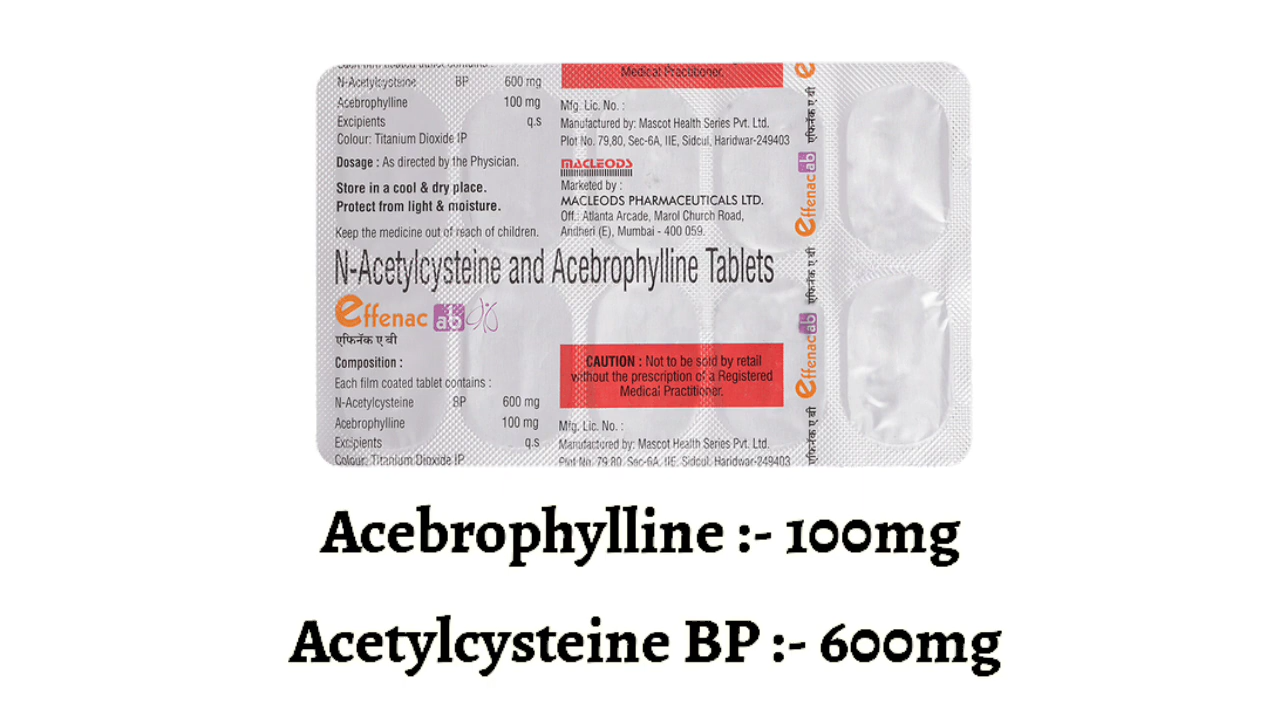 N-Acetylcysteine BP 600 mg
Acebrophylline 100 mg
Excipients q.s
Colour: Titanium Dioxide IP
Dosage : As directed by the Physician.
Store in a cool & dry place.
Protect from light & moisture.
Keep the medicine out of reach of children.
Medical Practitioner.
Mfg. Lic. No. :
Manufactured by: Mascot Health Series Pvt. Ltd.
Plot No. 79,80, Sec-6A, IIE, Sidcul, Haridwar-249403
MACLEODS
Marketed by :
MACLEODS PHARMACEUTICALS LTD.
Off.: Atlanta Arcade, Marol Church Road,
Andheri (E), Mumbai - 400 059.
N-Acetylcysteine and Acebrophylline Tablets
effenac ab
एफिनॅक ए बी
Composition :
Each film coated tablet contains :
N-Acetylcysteine BP 600 mg
Acebrophylline 100 mg
Excipients q.s
Colour: Titanium Dioxide IP
CAUTION : Not to be sold by retail
without the prescription of a Registered
Medical Practitioner.
Mfg. Lic. No. :
Manufactured by: Mascot Health Series Pvt. Ltd.
Plot No. 79,80, Sec-6A, IIE, Sidcul, Haridwar-249403
एफिनॅक ए बी effenac ab एफिनॅक ए बी effenac ab एफिनॅक ए बी
Acebrophylline :- 100mg
Acetylcysteine BP :- 600mg